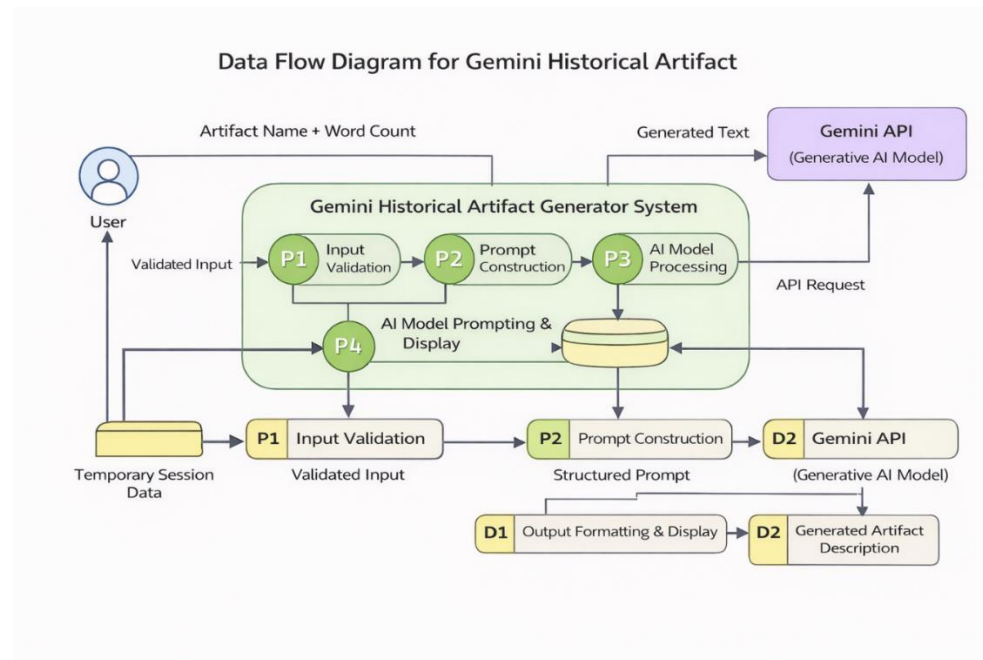 Data Flow Diagram for Gemini Historical Artifact
Artifact Name + Word Count
Generated Text
Gemini API
(Generative AI Model)
User
Gemini Historical Artifact Generator System
Validated Input
P1
Input
Validation
P2
Prompt
Construction
P3
AI Model
Processing
API Request
P4
AI Model Prompting &
Display
Temporary Session
Data
P1 Input Validation
Validated Input
P2 Prompt Construction
Structured Prompt
D2 Gemini API
(Generative AI Model)
D1 Output Formatting & Display
D2 Generated Artifact
Description